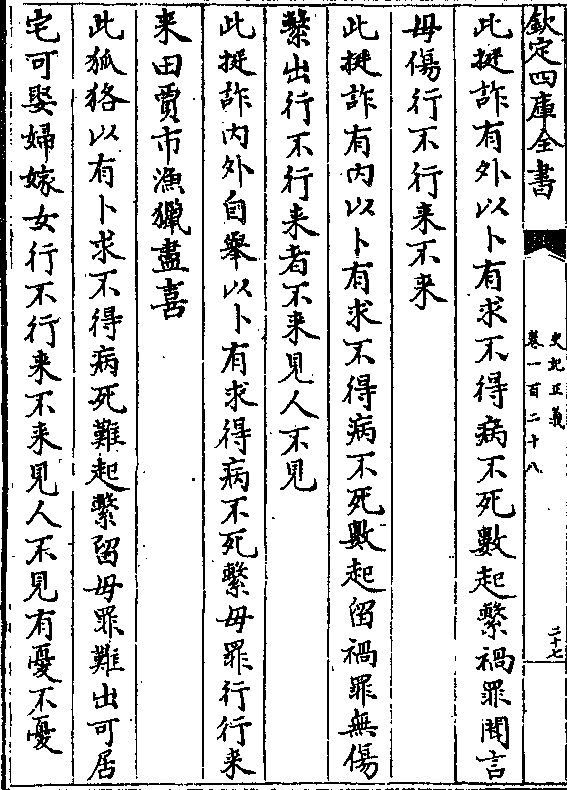 欽定四庫全書
史記正義
卷一百二十八
二十七
此挺詐有外以卜有求不得病不死數起繫禍罪聞言
毋傷行不行来不来
此挺詐有内以卜有求不得病不死數起留禍罪無傷
繫出行不行来者不来見人不見
此挺詐内外自舉以卜有求得病不死繫毋罪行行来
来田賈市漁獵盡喜
此狐狢以有卜求不得病死難起繫留毋罪難出可居
宅可娶婦嫁女行不行来不来見人不見有憂不憂